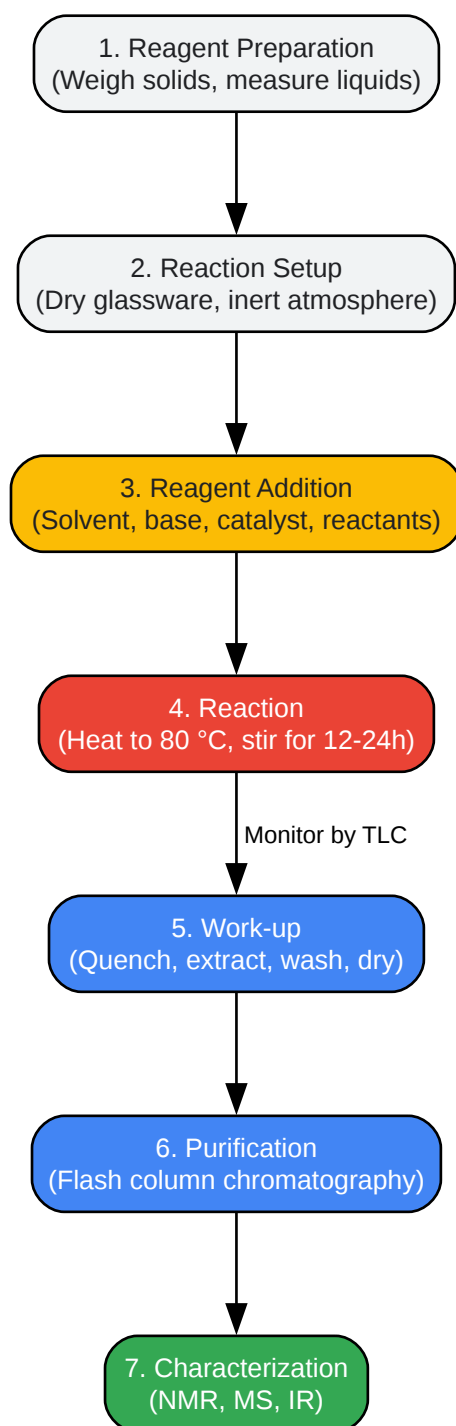 1. Reagent Preparation
(Weigh solids, measure liquids)
2. Reaction Setup
(Dry glassware, inert atmosphere)
3. Reagent Addition
(Solvent, base, catalyst, reactants)
4. Reaction
(Heat to 80 °C, stir for 12-24h)
Monitor by TLC
5. Work-up
(Quench, extract, wash, dry)
6. Purification
(Flash column chromatography)
7. Characterization
(NMR, MS, IR)